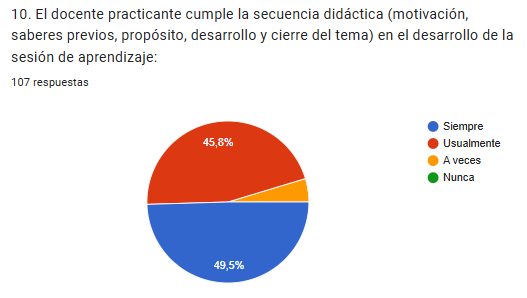 10. El docente practicante cumple la secuencia didáctica (motivación,
saberes previos, propósito, desarrollo y cierre del tema) en el desarrollo de la
sesión de aprendizaje:
107 respuestas
45,8%
49,5%
Siempre
Usualmente
A veces
Nunca